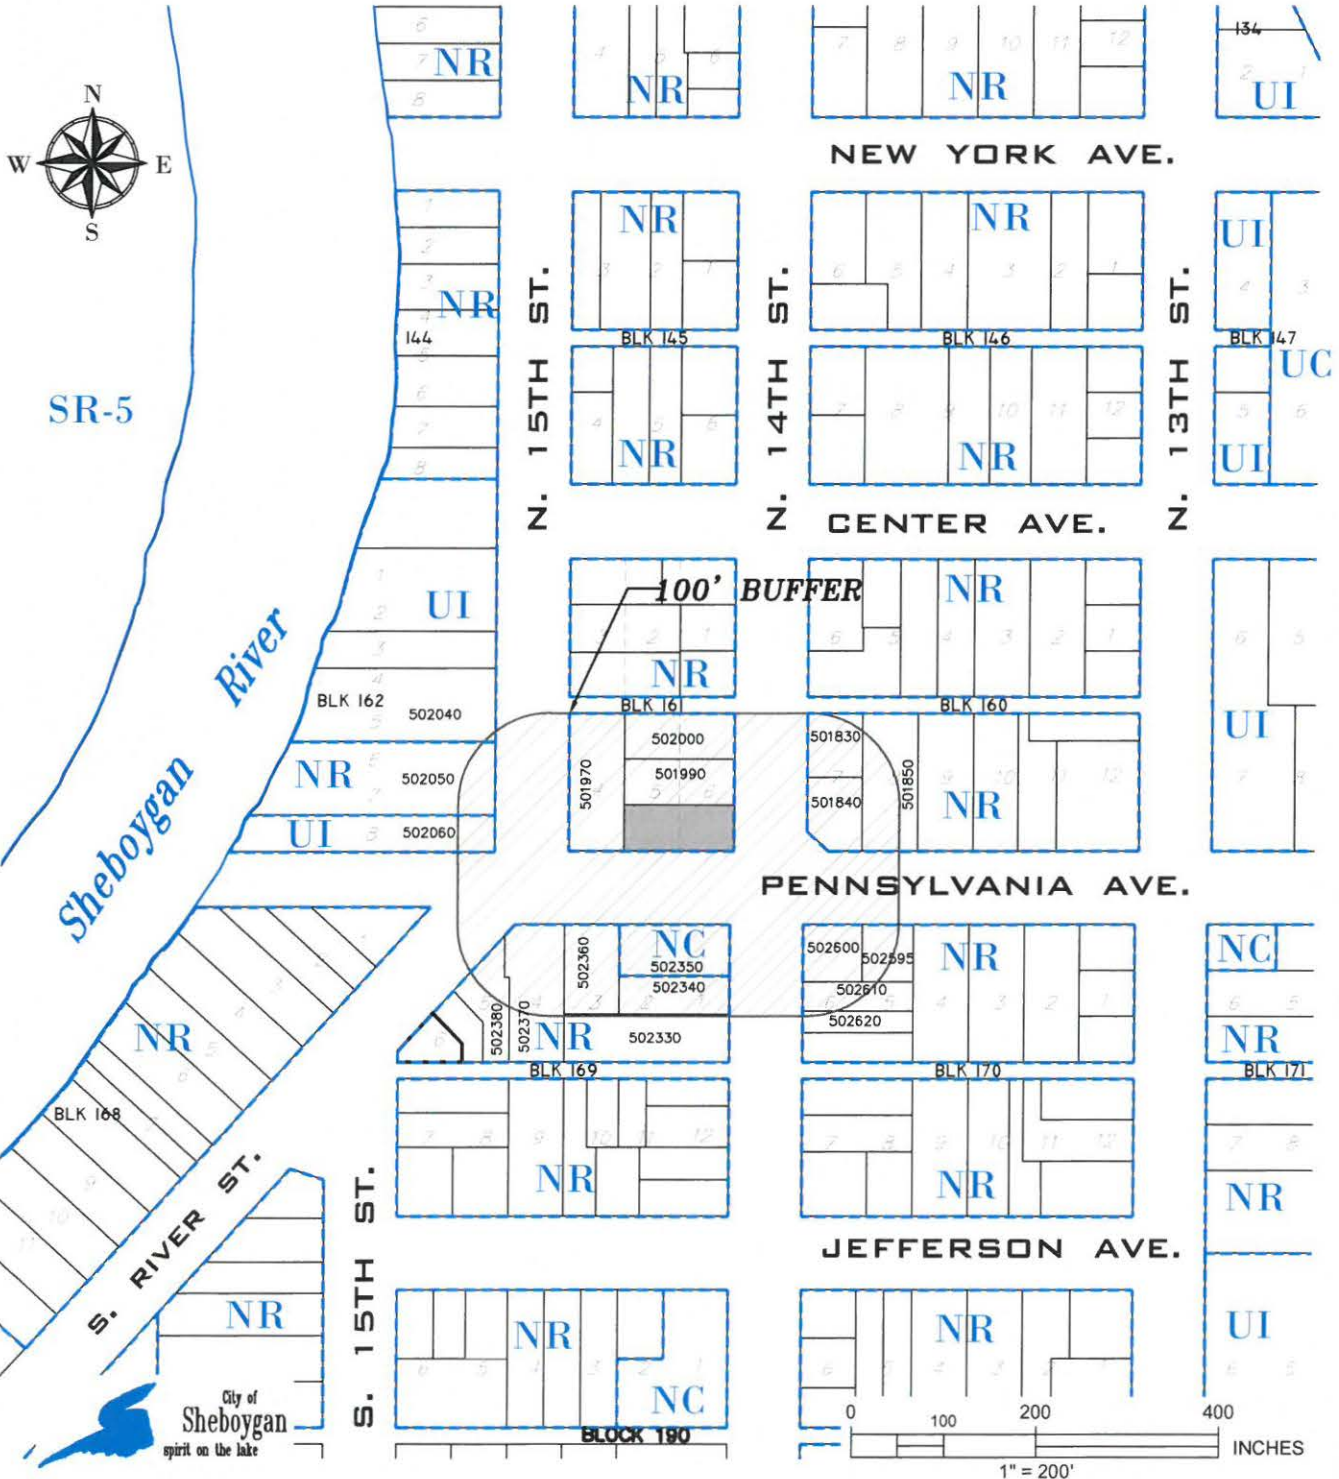 NR
NR
NR
134
UI
N
W E
S
NEW YORK AVE.
NR
NR
UI
NR
144
N. 15TH ST.
N. 14TH ST.
N. 13TH ST.
BLK 145
BLK 146
BLK 147
UC
SR-5
NR
NR
UI
CENTER AVE.
100' BUFFER
NR
UI
NR
Sheboygan River
BLK 162
502040
BLK 161
BLK 160
UI
NR
502050
UI
502060
501970
502000
501990
501830
501840
501850
NR
PENNSYLVANIA AVE.
NC
502350
502340
502360
502370
502380
NR
502330
502600
502595
502610
502620
NR
NC
NR
BLK 169
BLK 170
BLK 171
NR
BLK 168
NR
NR
NR
S. RIVER ST.
S. 15TH ST.
JEFFERSON AVE.
NR
NR
NC
NR
UI
BLOCK 190
City of
Sheboygan
spirit on the lake
0 100 200 400
INCHES
1" = 200'